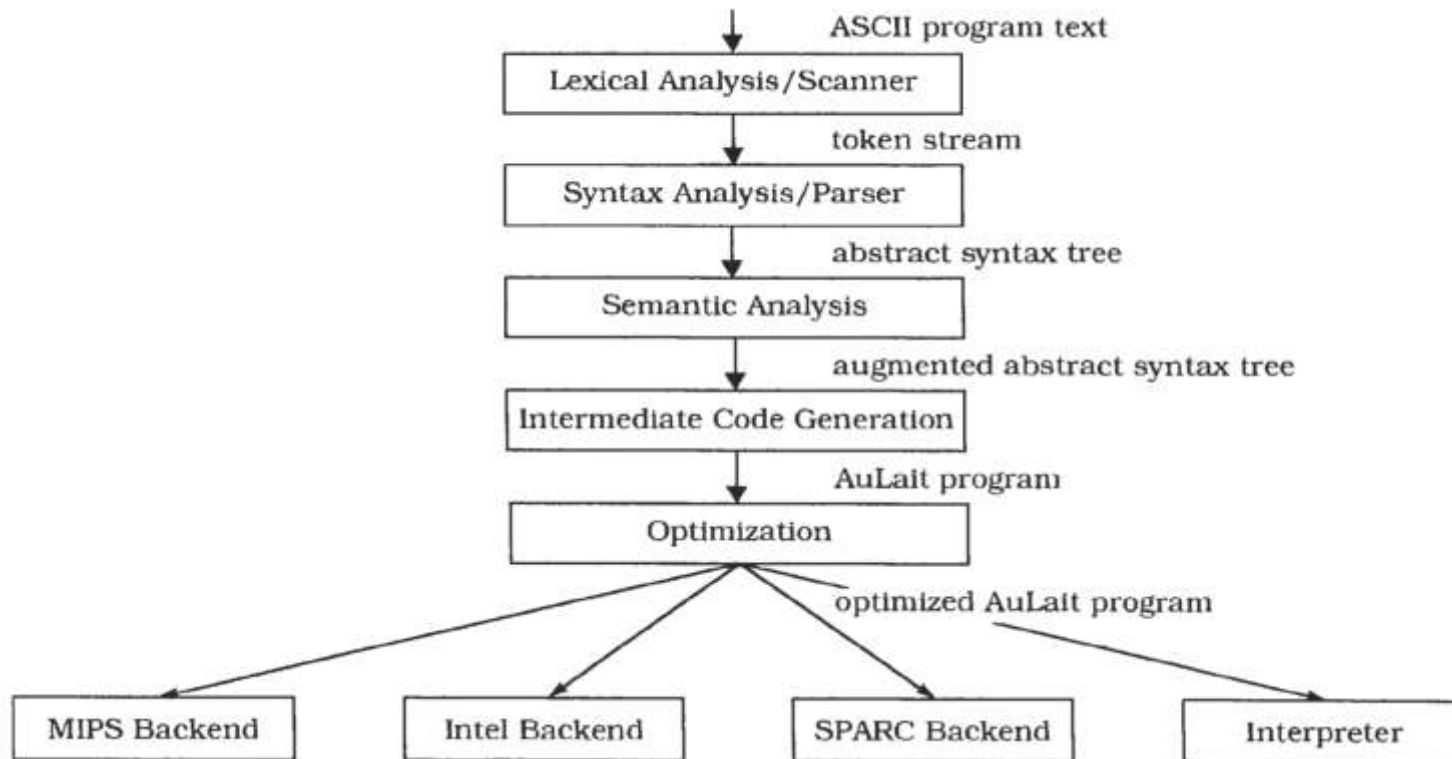 ASCII program text
Lexical Analysis/Scanner
token stream
Syntax Analysis/Parser
abstract syntax tree
Semantic Analysis
augmented abstract syntax tree
Intermediate Code Generation
AuLait program
Optimization
optimized AuLait program
MIPS Backend
Intel Backend
SPARC Backend
Interpreter